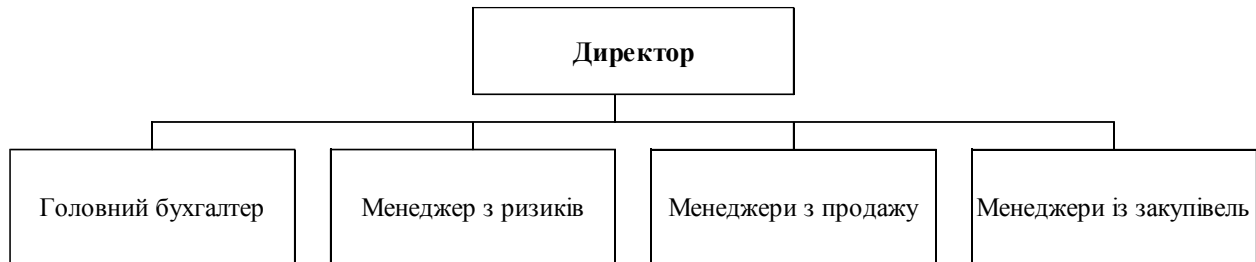 Директор
Головний бухгалтер
Менеджер з ризиків
Менеджери з продажу
Менеджери із закупівель